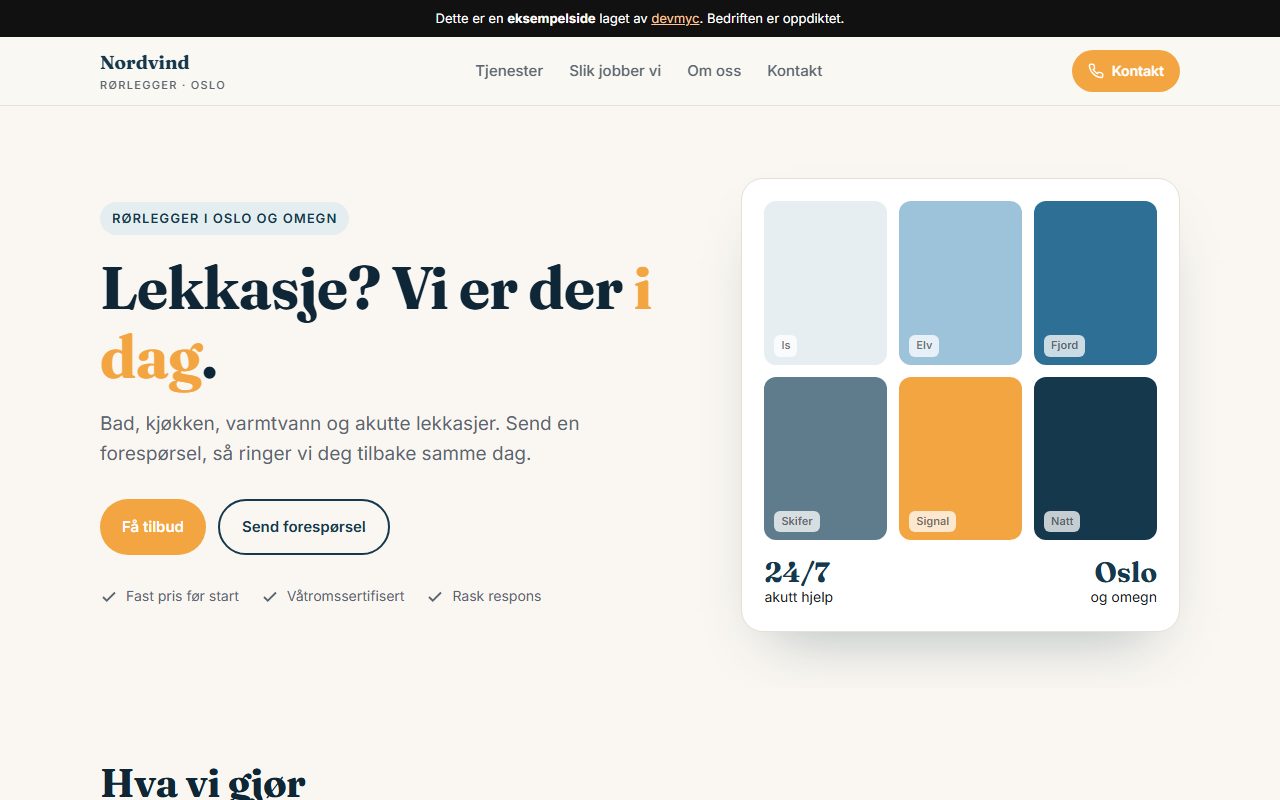 Dette er en eksempelside laget av devmyc. Bedriften er oppdiktet.
Nordvind
RØRLEGGER · OSLO
Tjenester
Slik jobber vi
Om oss
Kontakt
Kontakt
RØRLEGGER I OSLO OG OMEGN
Lekkasje? Vi er der i
dag.
Bad, kjøkken, varmtvann og akutte lekkasjer. Send en
forespørsel, så ringer vi deg tilbake samme dag.
Få tilbud
Send forespørsel
Fast pris før start
Våtromssertifisert
Rask respons
Is
Elv
Fjord
Skifer
Signal
Natt
24/7
akutt hjelp
Oslo
og omegn
Hva vi gjør